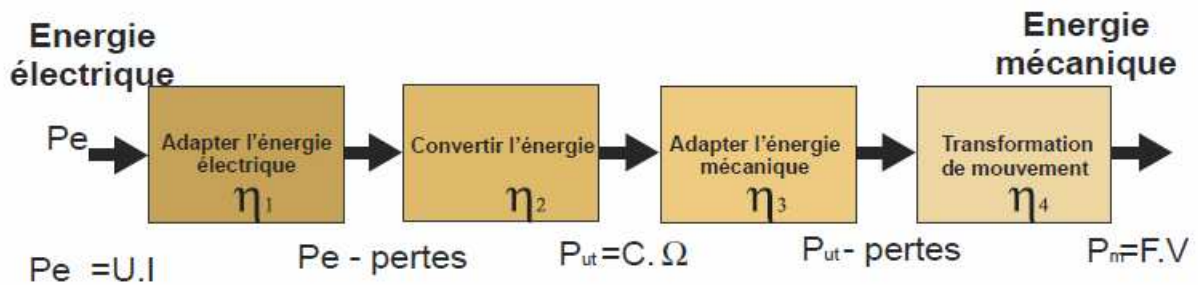 Energie
électrique
Energie
mécanique
Pe
Adapter l'énergie
électrique
η1
Convertir l'énergie
η2
Adapter l'énergie
mécanique
η3
Transformation
de mouvement
η4
Pe =U.I
Pe - pertes
Put=C.Ω
Put- pertes
Pm=F.V